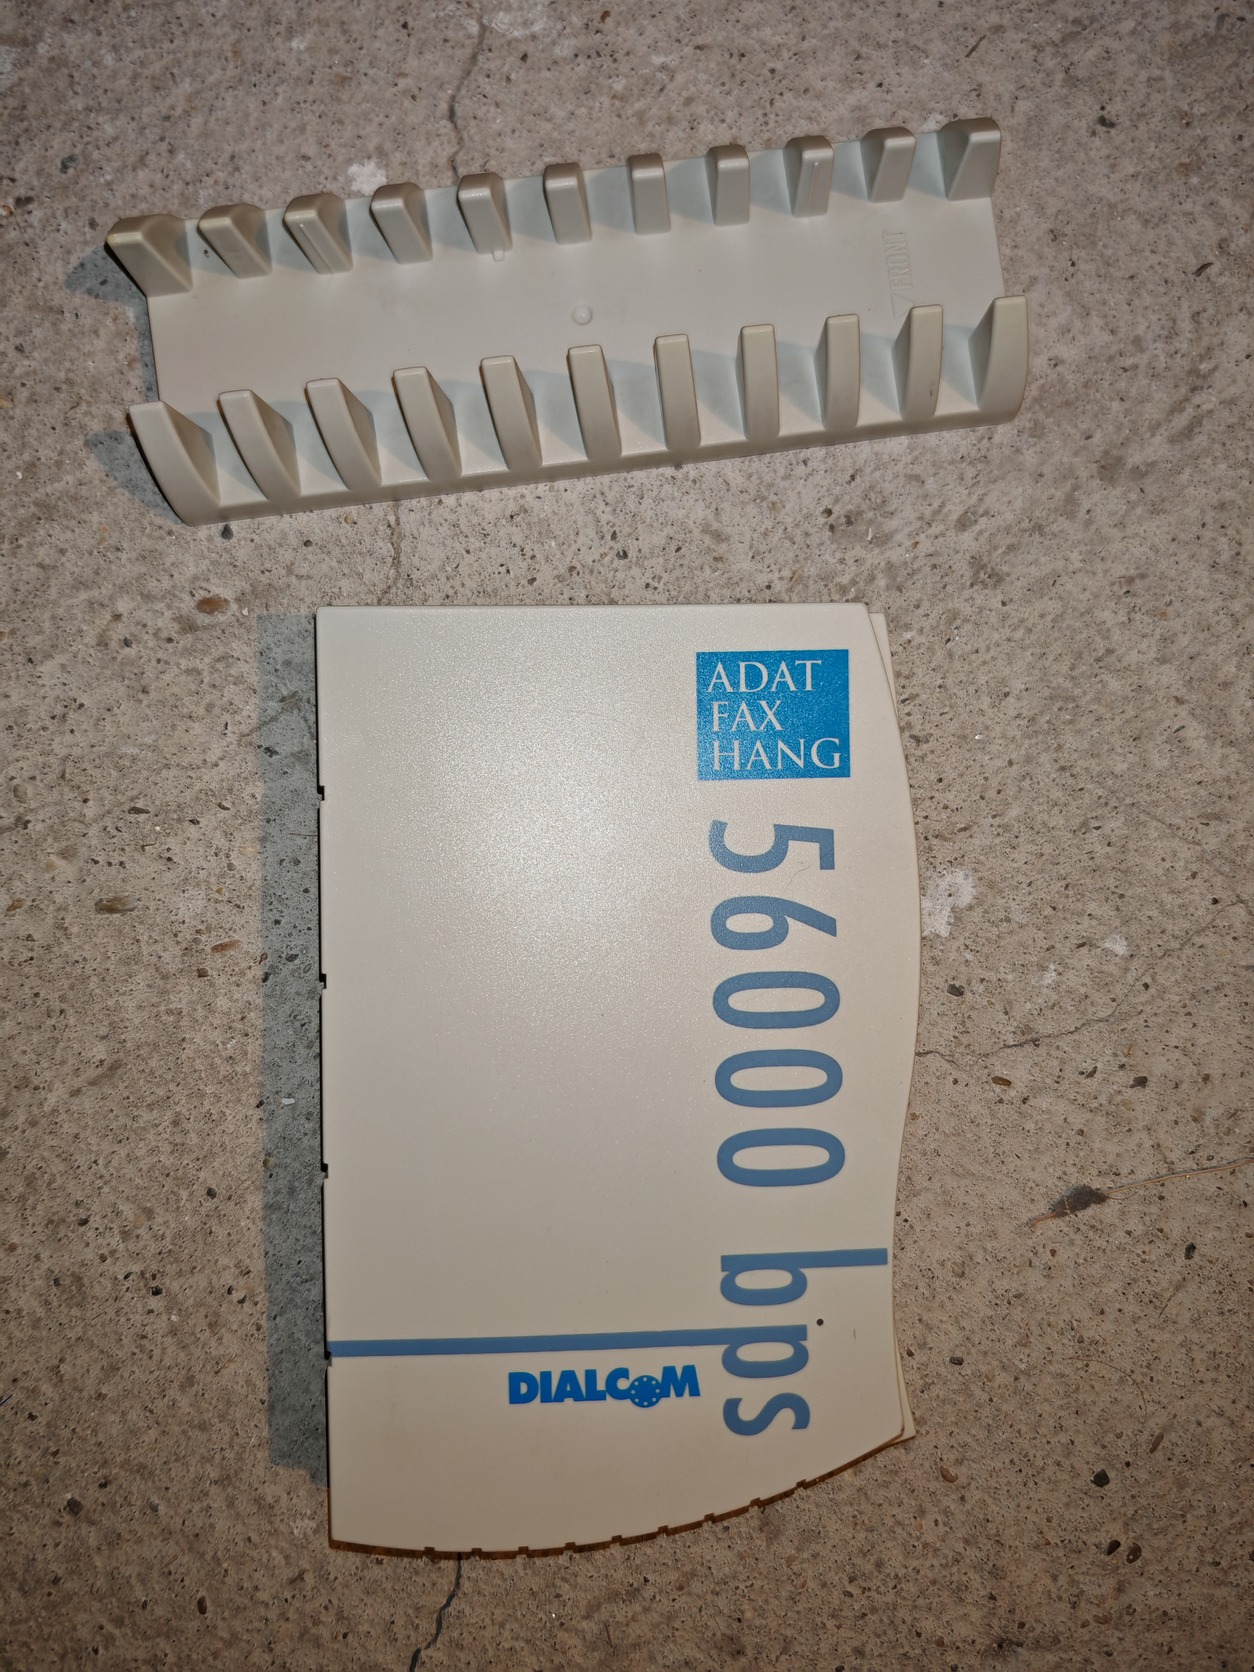 FRONT
ADAT
FAX
HANG
56000 bps
DIALCOM